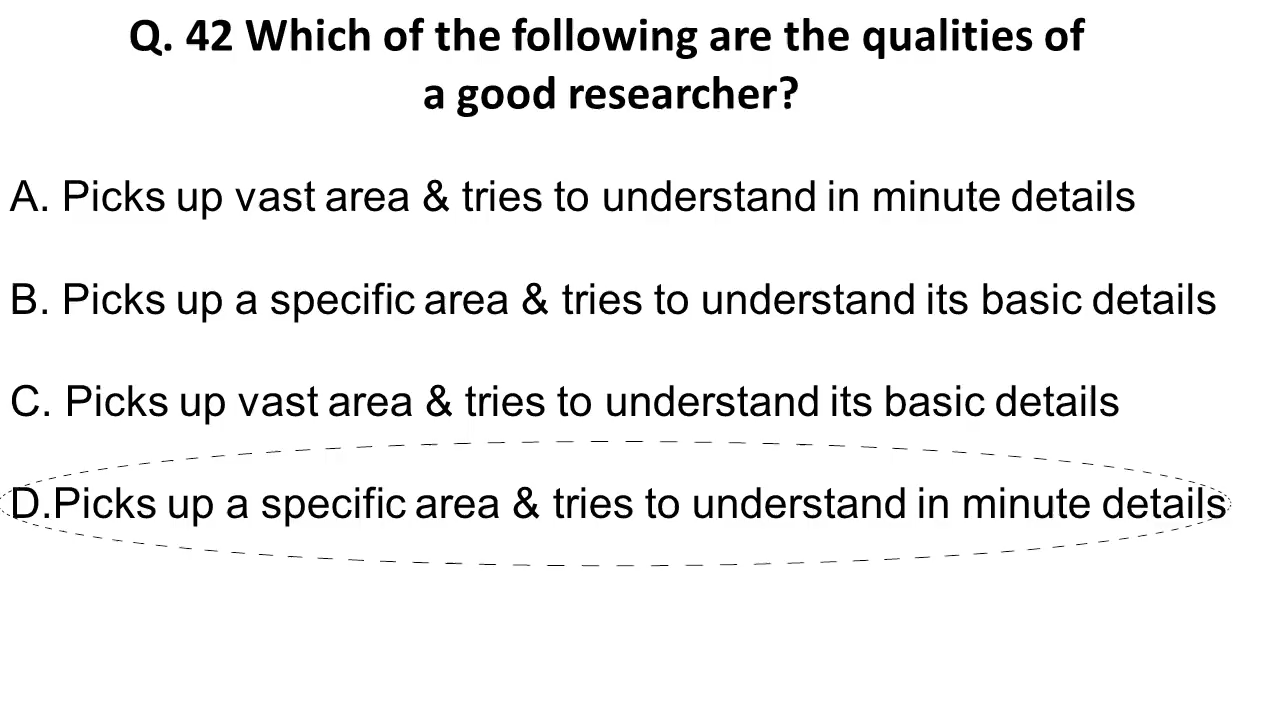 Q. 42 Which of the following are the qualities of
a good researcher?
A. Picks up vast area & tries to understand in minute details
B. Picks up a specific area & tries to understand its basic details
C. Picks up vast area & tries to understand its basic details
D.Picks up a specific area & tries to understand in minute details